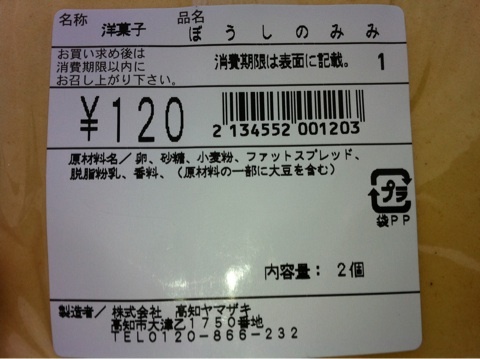 名称 洋菓子 品名 ぼうしのみみ
お買い求め後は
消費期限以内に
お召し上がり下さい。
消費期限は表面に記載。 1
¥120
2 134552 001203
原材料名／卵、砂糖、小麦粉、ファットスプレッド、
脱脂粉乳、香料、（原材料の一部に大豆を含む）
プラ
袋PP
内容量： 2個
製造者／株式会社 高知ヤマザキ
高知市大津乙1750番地
TEL0120-866-232